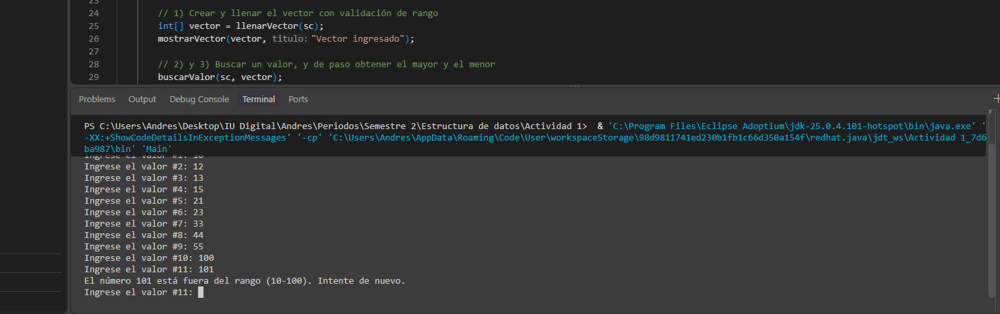 23
24 // 1) Crear y llenar el vector con validación de rango
25 int[] vector = llenarVector(sc);
26 mostrarVector(vector, titulo: "Vector ingresado");
27
28 // 2) y 3) Buscar un valor, y de paso obtener el mayor y el menor
29 buscarValor(sc, vector);
Problems Output Debug Console Terminal Ports
PS C:\Users\Andres\Desktop\IU Digital\Andres\Periodos\Semestre 2\Estructura de datos\Actividad 1>  & 'C:\Program Files\Eclipse Adoptium\jdk-25.0.4.101-hotspot\bin\java.exe' '
-XX:+ShowCodeDetailsInExceptionMessages' '-cp' 'C:\Users\Andres\AppData\Roaming\Code\User\workspaceStorage\98d9811741ed230b1fb1c66d350a154f\redhat.java\jdt_ws\Actividad 1_7d6
ba987\bin' 'Main'
Ingrese el valor #1: 10
Ingrese el valor #2: 12
Ingrese el valor #3: 13
Ingrese el valor #4: 15
Ingrese el valor #5: 21
Ingrese el valor #6: 23
Ingrese el valor #7: 33
Ingrese el valor #8: 44
Ingrese el valor #9: 55
Ingrese el valor #10: 100
Ingrese el valor #11: 101
El número 101 está fuera del rango (10-100). Intente de nuevo.
Ingrese el valor #11: